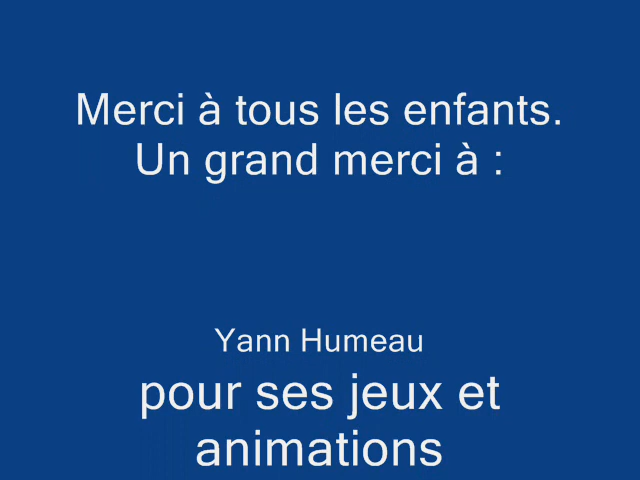 Merci à tous les enfants.
Un grand merci à :
Yann Humeau
pour ses jeux et
animations